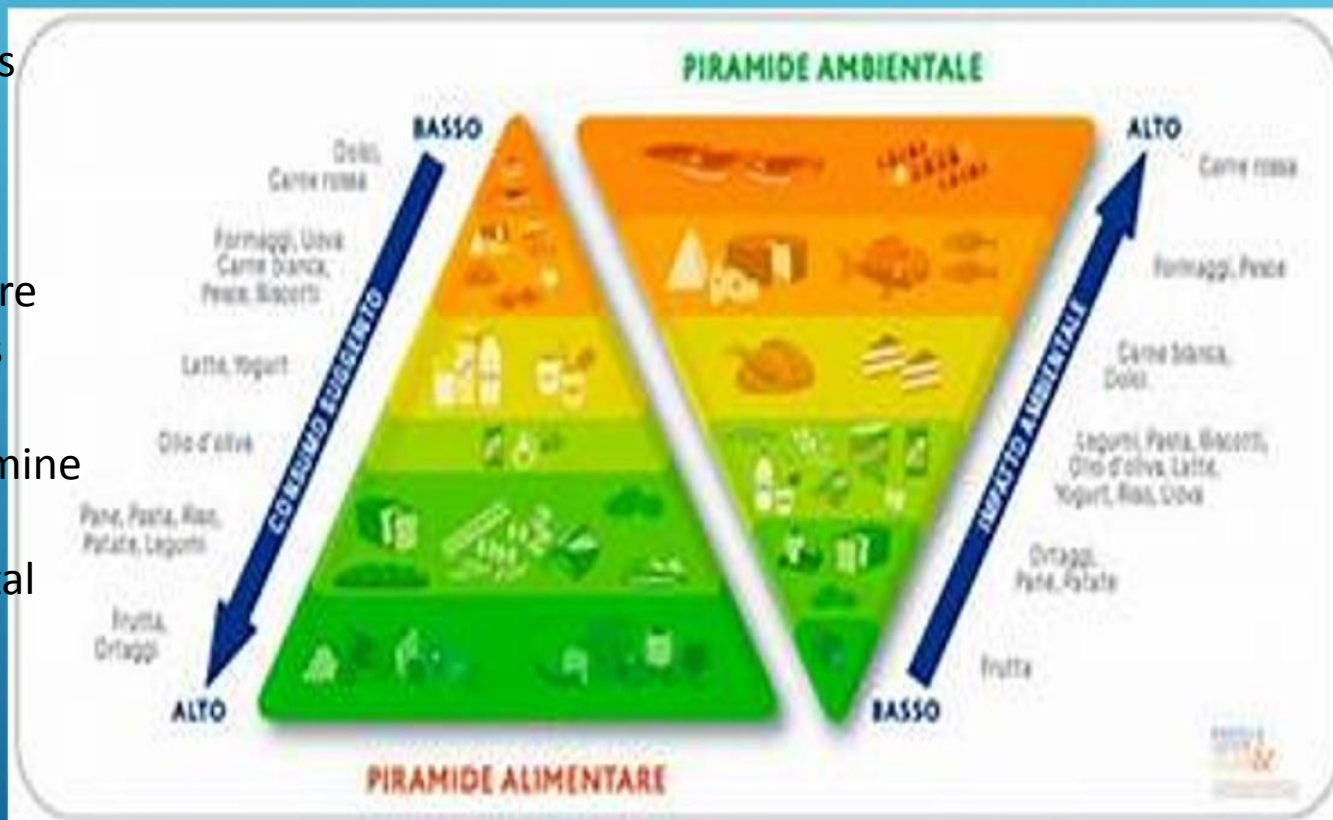 s
re
mine
tal
PIRAMIDE AMBIENTALE
BASSO
Dolci,
Carne rossa
Formaggi, Uova
Carne bianca,
Pesce, Biscotti
Latte, Yogurt
Olio d'oliva
Pane, Pasta, Riso,
Patate, Legumi
Frutta,
Ortaggi
ALTO
CONSUMO SUGGERITO
PIRAMIDE ALIMENTARE
ALTO
Carne rossa
Formaggi, Pesce
Carne bianca,
Dolci
Legumi, Pasta, Biscotti,
Olio d'oliva, Latte,
Yogurt, Riso, Uova
Ortaggi,
Pane, Patate
Frutta
BASSO
IMPATTO AMBIENTALE